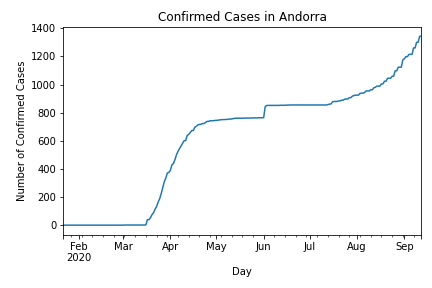 Confirmed Cases in Andorra
Number of Confirmed Cases
1400
1200
1000
800
600
400
200
0
Feb Mar Apr May Jun Jul Aug Sep
2020
Day